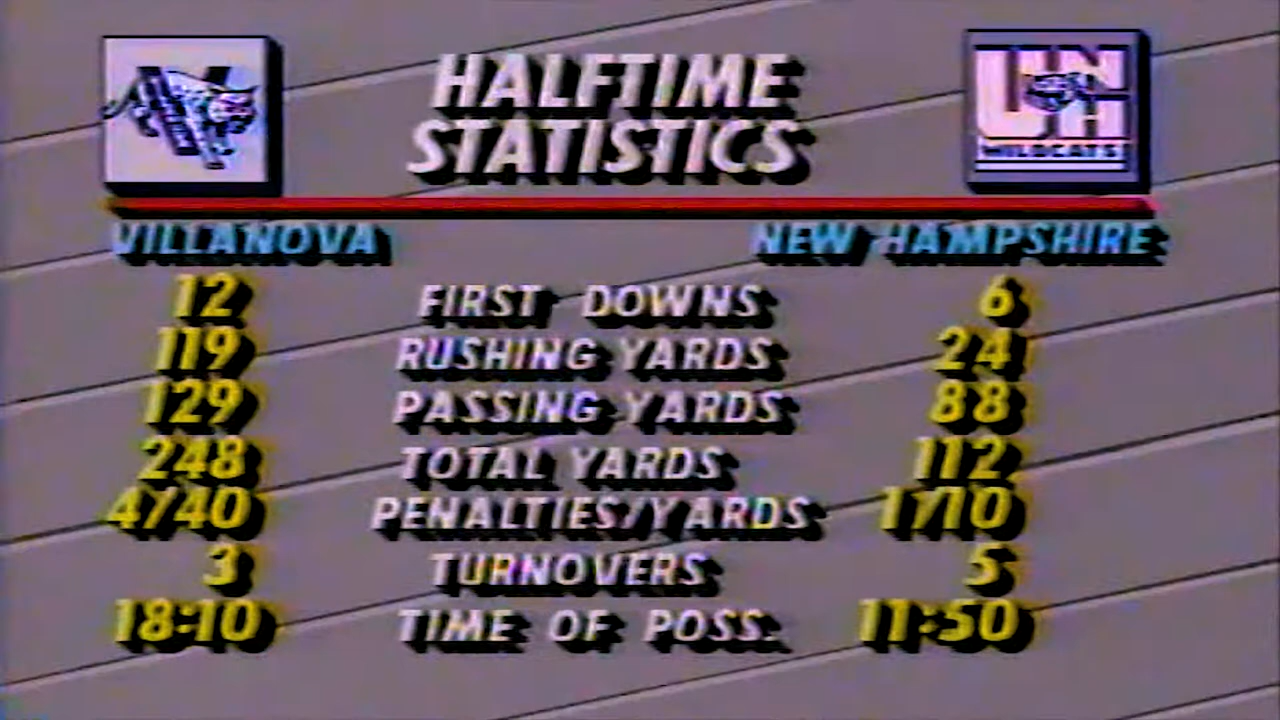 HALFTIME
STATISTICS
UNH
WILDCATS
VILLANOVA NEW HAMPSHIRE
12 FIRST DOWNS 6
119 RUSHING YARDS 24
129 PASSING YARDS 88
248 TOTAL YARDS 112
4/40 PENALTIES/YARDS 1/10
3 TURNOVERS 5
18:10 TIME OF POSS. 11:50